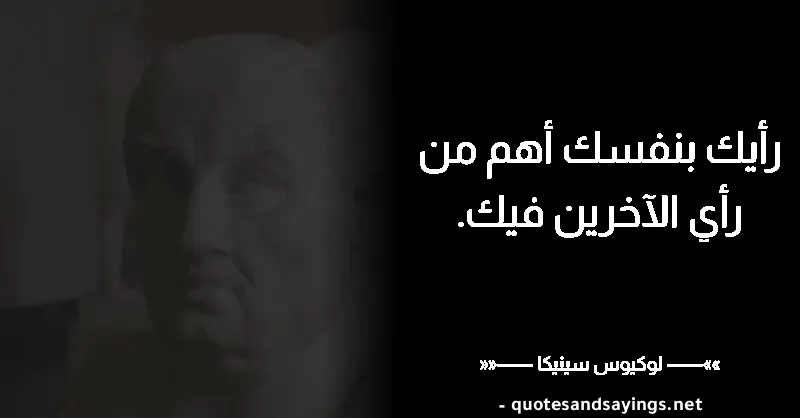 رأيك بنفسك أهم من
رأي الآخرين فيك.
»»—— لوكيوس سينيكا ——««
- quotesandsayings.net